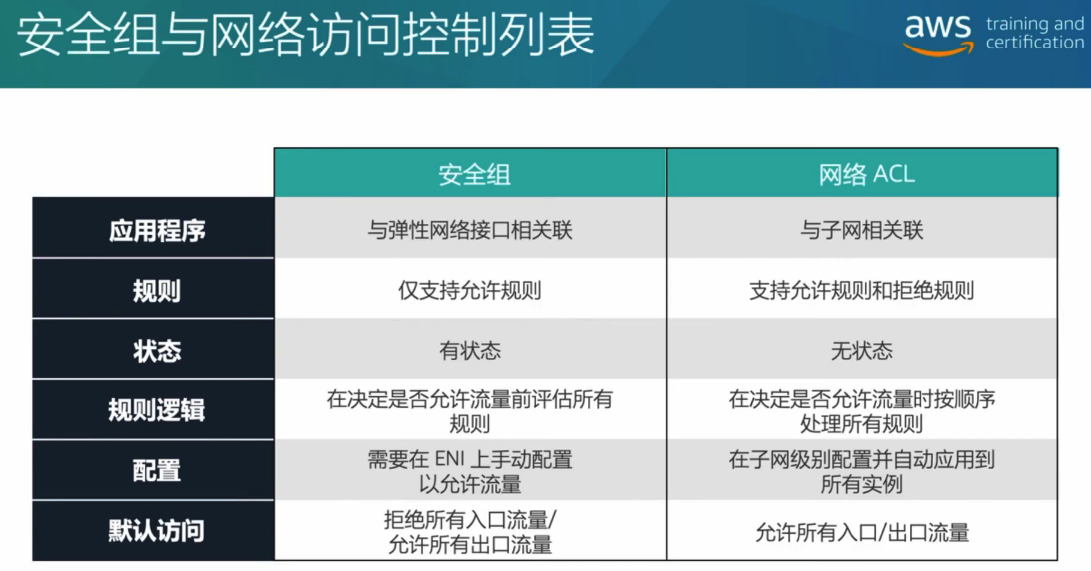 安全组与网络访问控制列表
aws training and
certification
安全组
网络 ACL
应用程序
与弹性网络接口相关联
与子网相关联
规则
仅支持允许规则
支持允许规则和拒绝规则
状态
有状态
无状态
规则逻辑
在决定是否允许流量前评估所有
规则
在决定是否允许流量时按顺序
处理所有规则
配置
需要在 ENI 上手动配置
以允许流量
在子网级别配置并自动应用到
所有实例
默认访问
拒绝所有入口流量/
允许所有出口流量
允许所有入口/出口流量